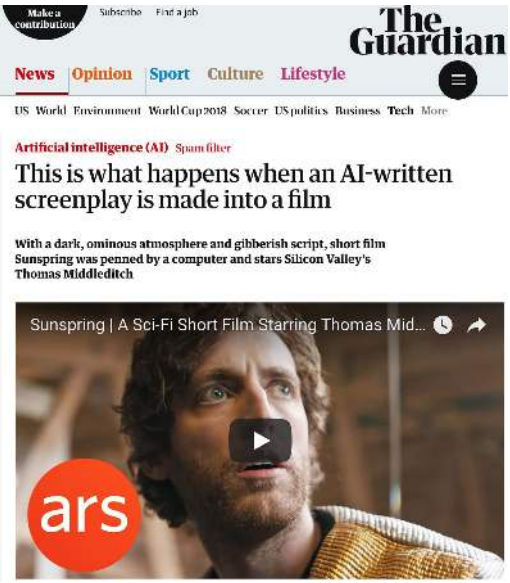 Make a
contribution
Subscribe Find a job
The
Guardian
News Opinion Sport Culture Lifestyle
US World Environment World Cup 2018 Soccer US politics Business Tech More
Artificial intelligence (AI) Spam filter
This is what happens when an AI-written
screenplay is made into a film
With a dark, ominous atmosphere and gibberish script, short film
Sunspring was penned by a computer and stars Silicon Valley's
Thomas Middleditch
Sunspring | A Sci-Fi Short Film Starring Thomas Mid...
ars